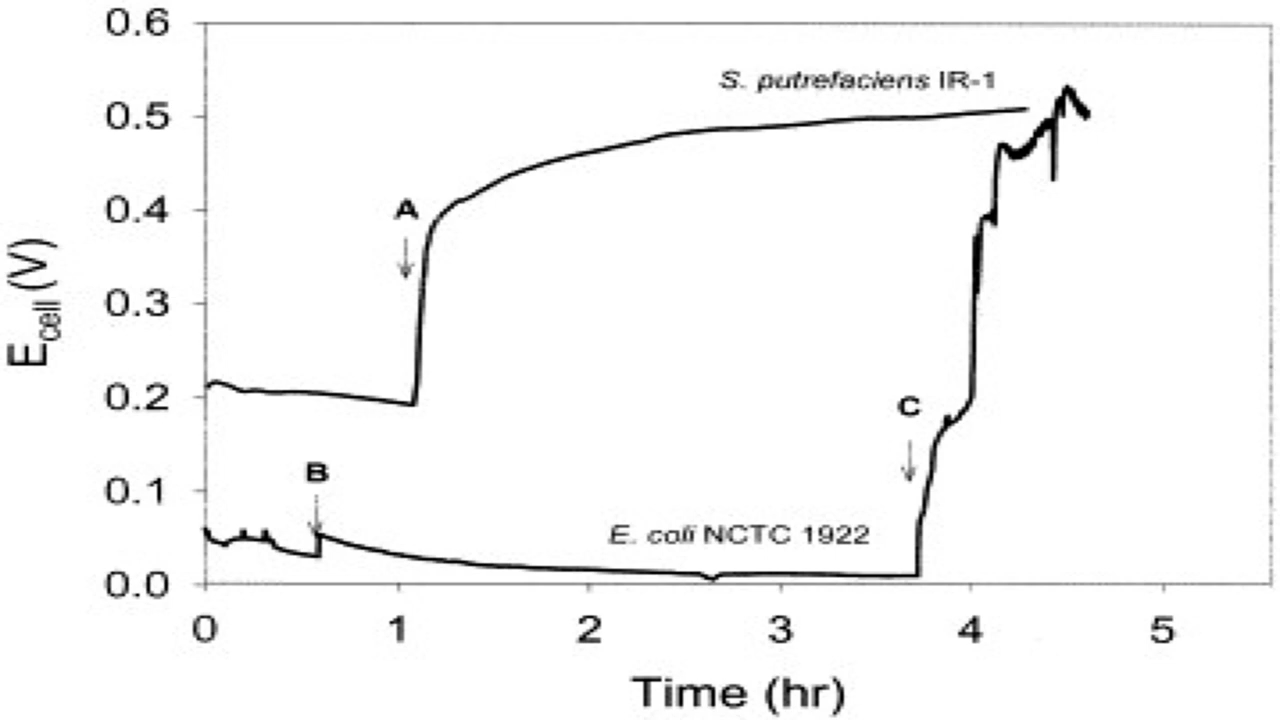 0.6
S. putrefaciens IR-1
0.5
A
0.4
E_cell (V)
0.3
C
0.2
B
0.1
E. coli NCTC 1922
0.0
0 1 2 3 4 5
Time (hr)